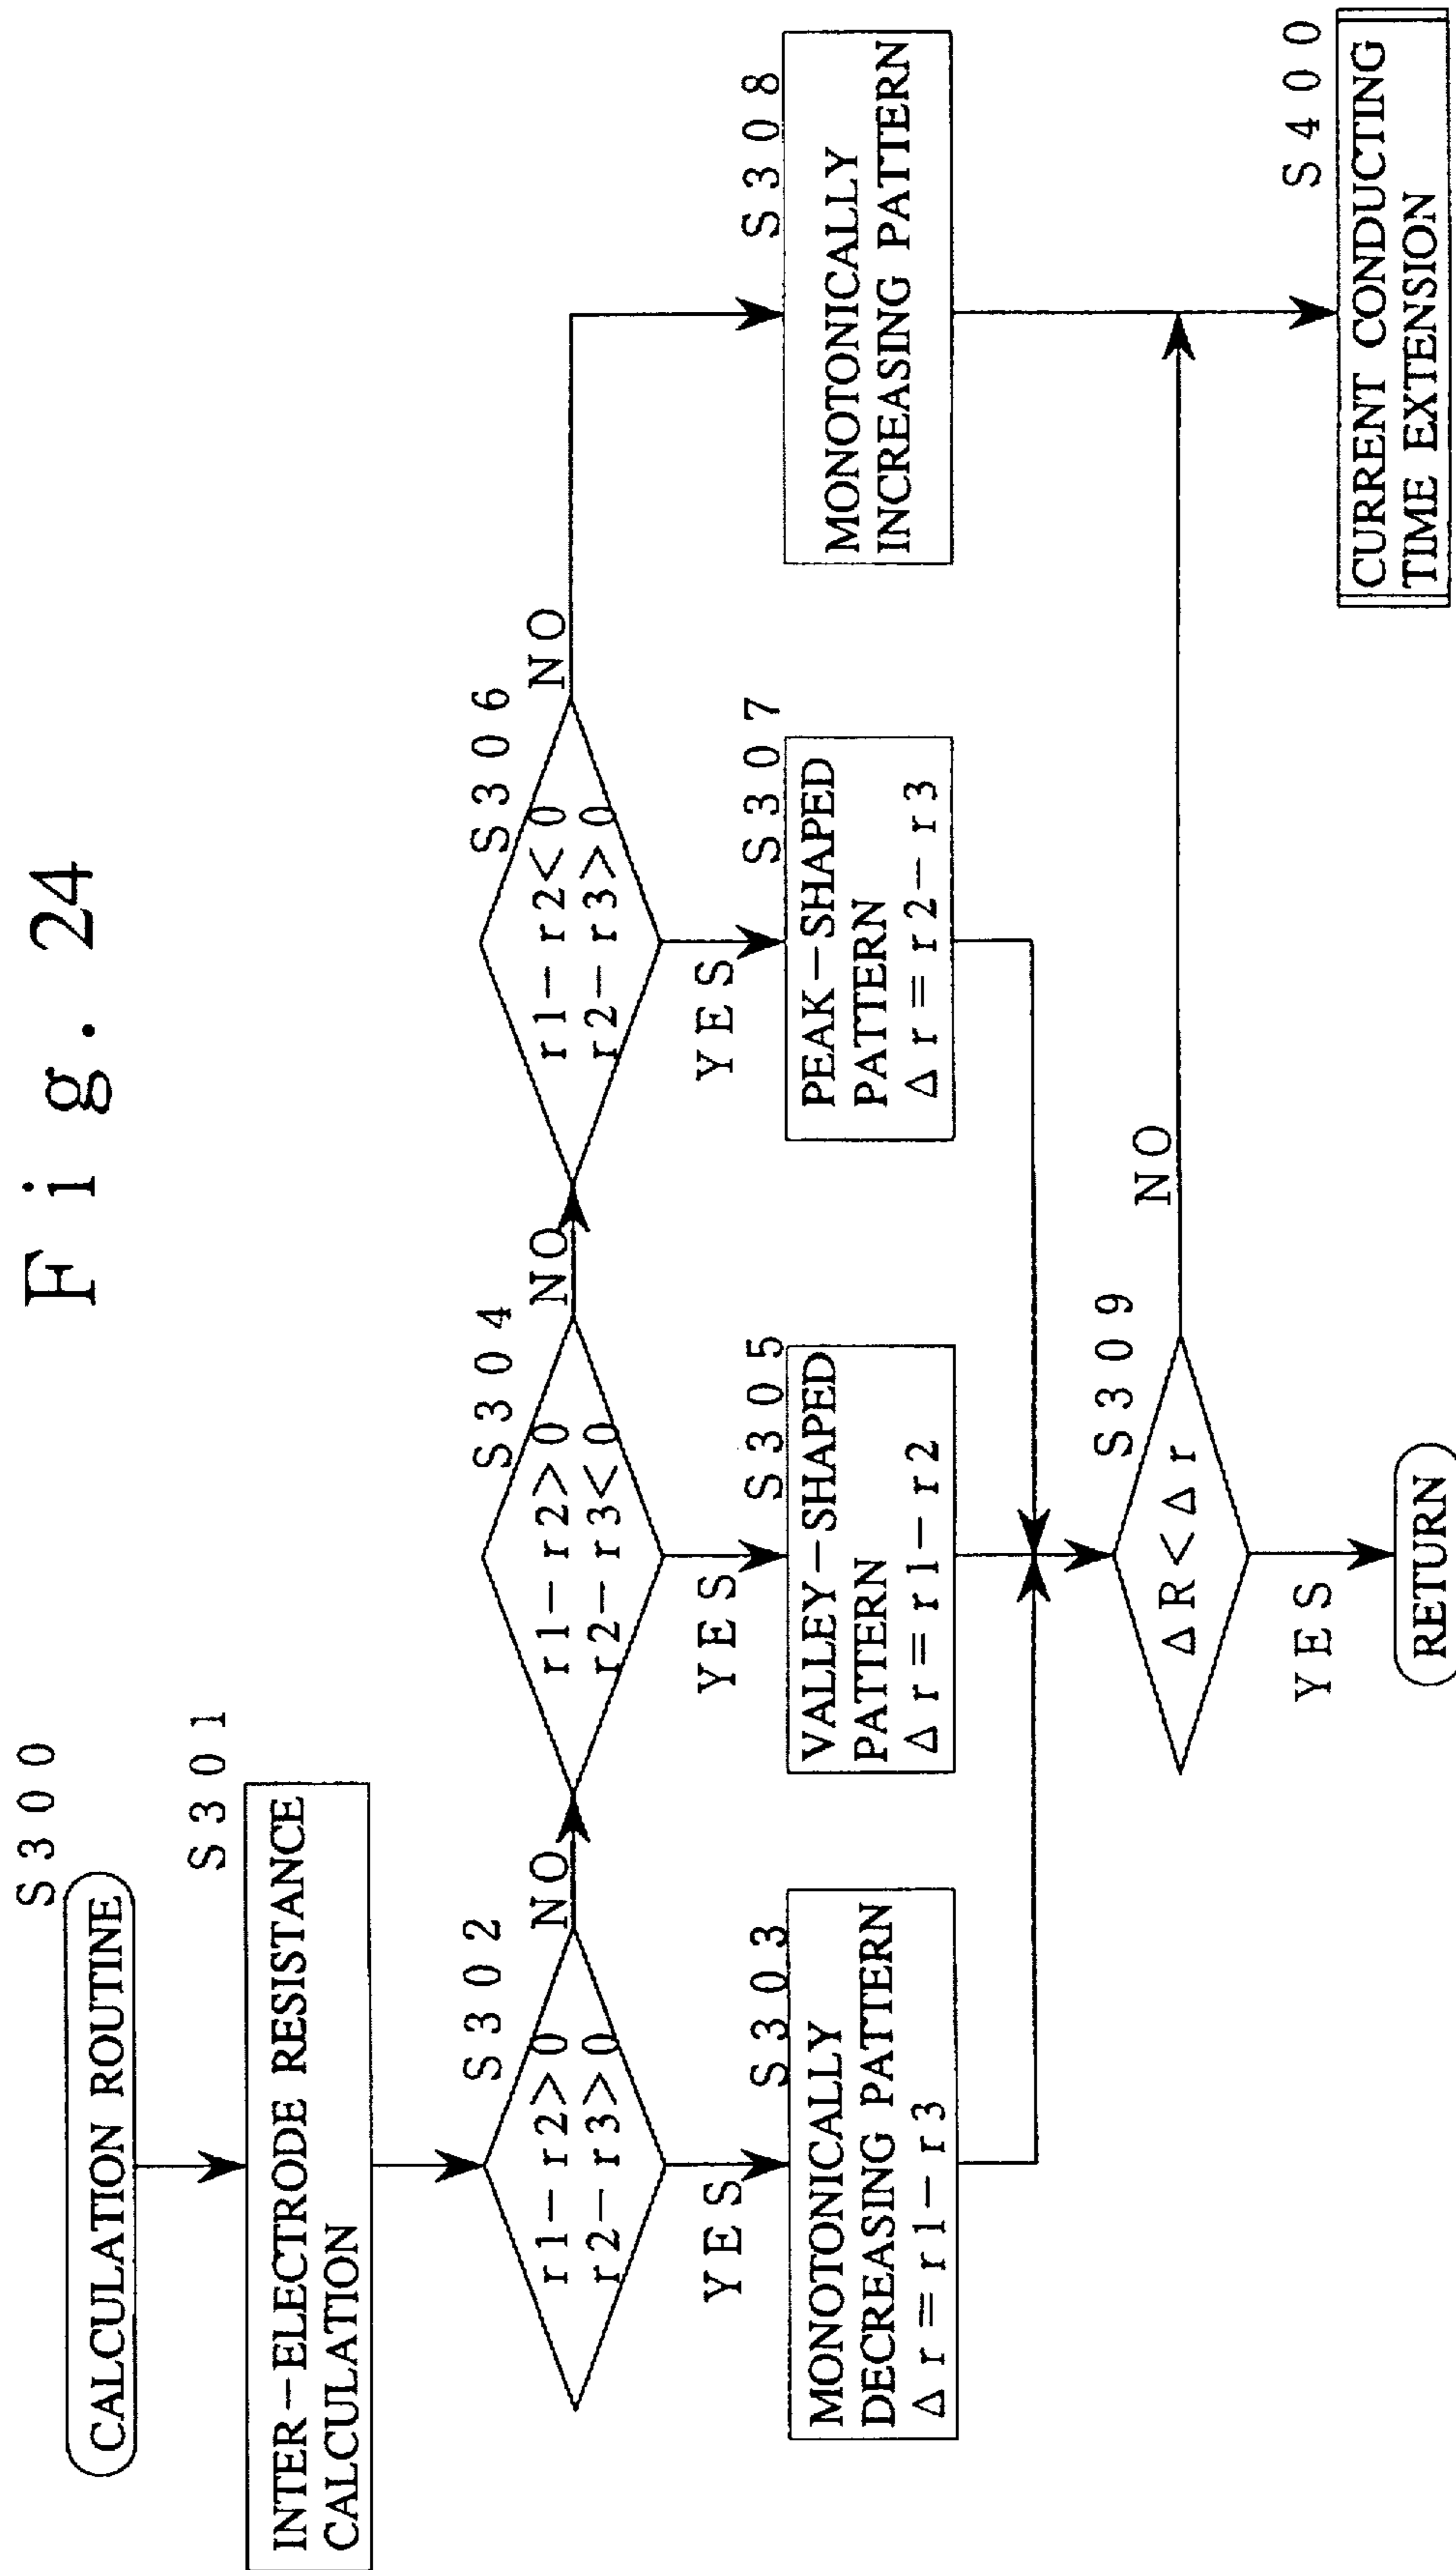 Fig. 24
S300
CALCULATION ROUTINE
S301
INTER-ELECTRODE RESISTANCE
CALCULATION
S302
r1-r2>0
r2-r3>0
NO
YES
S303
MONOTONICALLY
DECREASING PATTERN
Δr=r1-r3
S304
r1-r2>0
r2-r3<0
NO
YES
S305
VALLEY-SHAPED
PATTERN
Δr=r1-r2
S306
r1-r2<0
r2-r3>0
NO
YES
S307
PEAK-SHAPED
PATTERN
Δr=r2-r3
S308
MONOTONICALLY
INCREASING PATTERN
S309
ΔR<Δr
NO
YES
RETURN
S400
CURRENT CONDUCTING
TIME EXTENSION